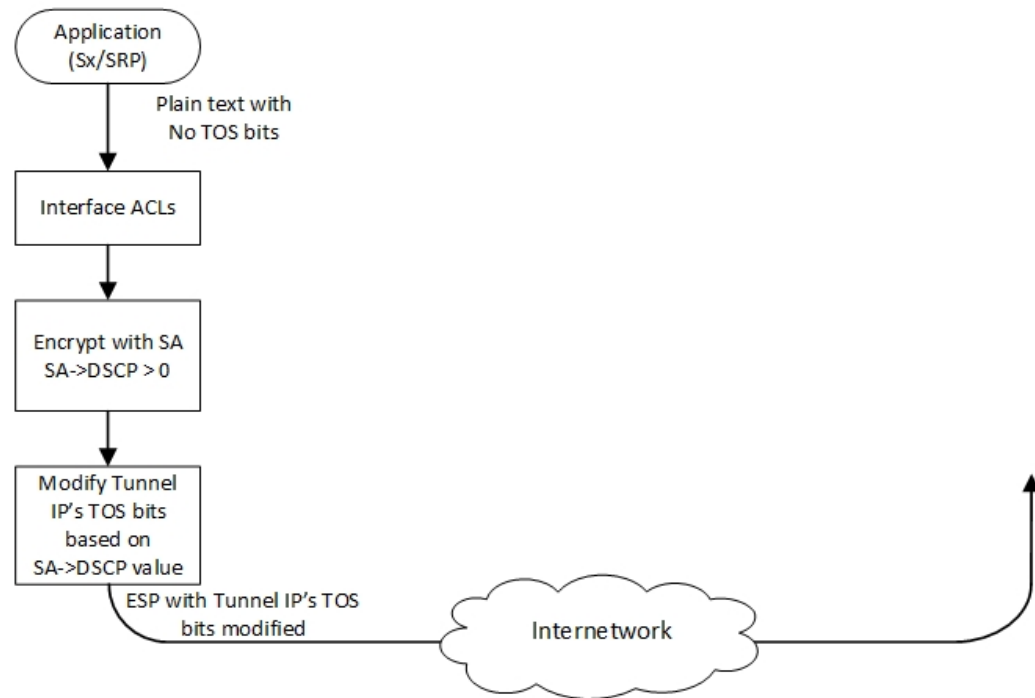 Application
(Sx/SRP)
Plain text with
No TOS bits
Interface ACLs
Encrypt with SA
SA->DSCP > 0
Modify Tunnel
IP's TOS bits
based on
SA->DSCP value
ESP with Tunnel IP's TOS
bits modified
Internetwork